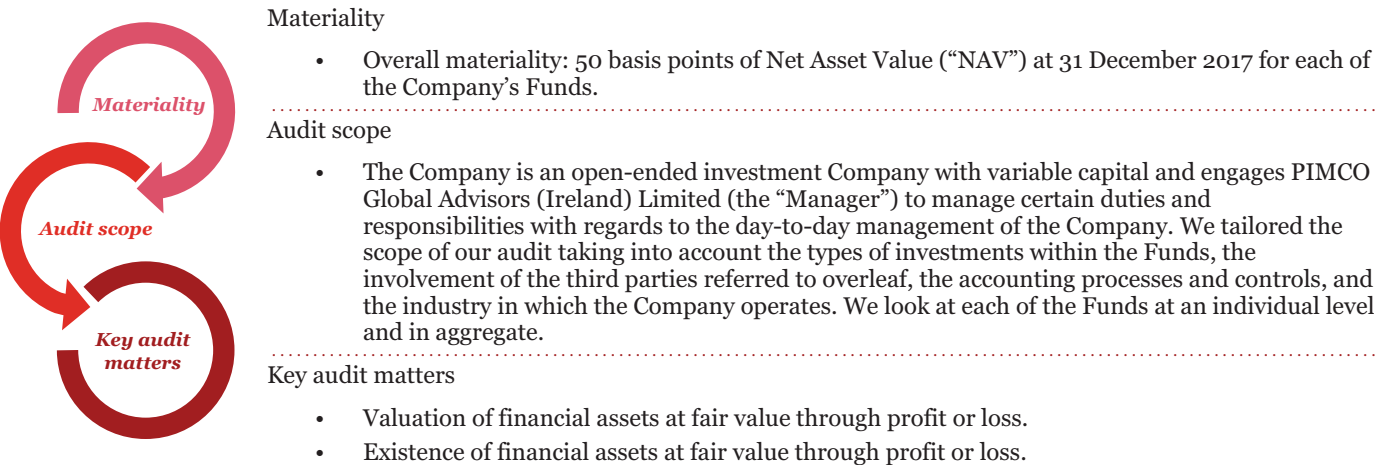 Materiality
Audit scope
Key audit
matters
Materiality
• Overall materiality: 50 basis points of Net Asset Value (“NAV”) at 31 December 2017 for each of
the Company’s Funds.
Audit scope
• The Company is an open-ended investment Company with variable capital and engages PIMCO
Global Advisors (Ireland) Limited (the “Manager”) to manage certain duties and
responsibilities with regards to the day-to-day management of the Company. We tailored the
scope of our audit taking into account the types of investments within the Funds, the
involvement of the third parties referred to overleaf, the accounting processes and controls, and
the industry in which the Company operates. We look at each of the Funds at an individual level
and in aggregate.
Key audit matters
• Valuation of financial assets at fair value through profit or loss.
• Existence of financial assets at fair value through profit or loss.